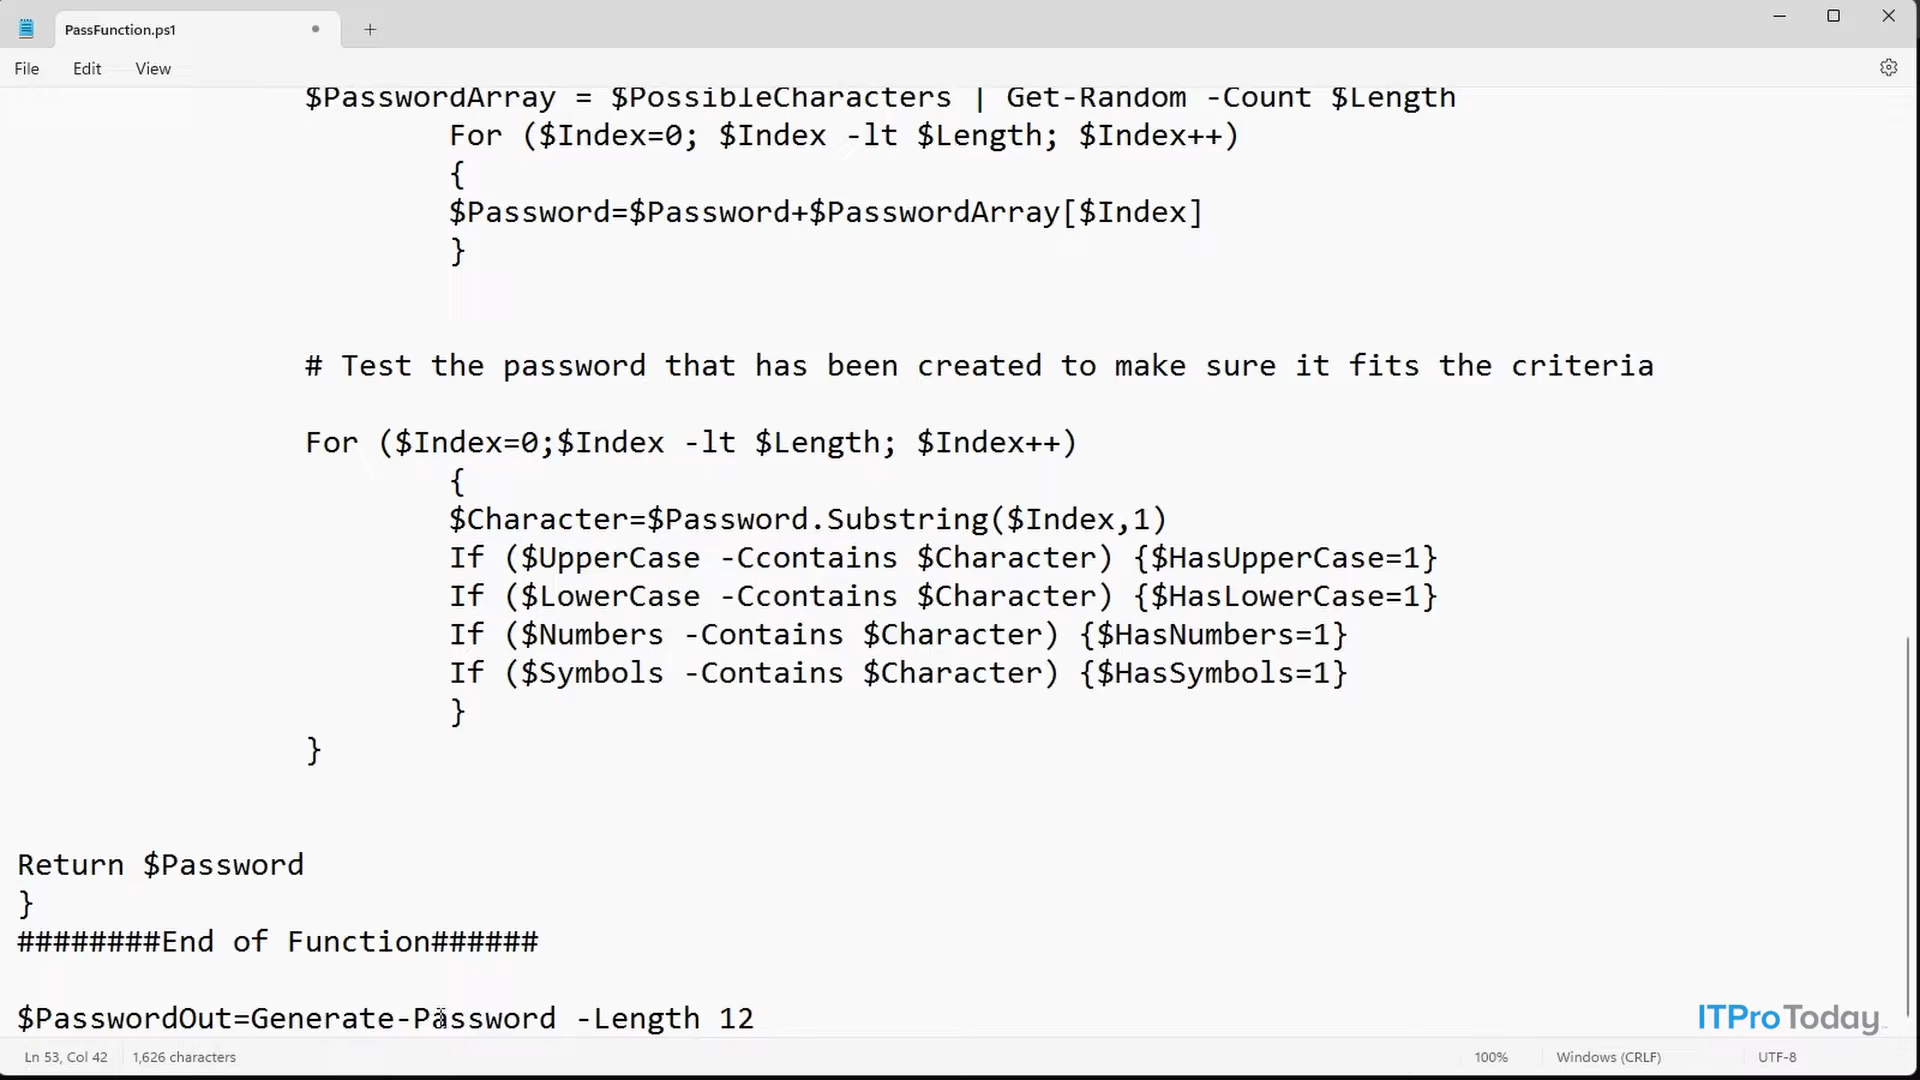 PassFunction.ps1
File Edit View
$PasswordArray = $PossibleCharacters | Get-Random -Count $Length
For ($Index=0; $Index -lt $Length; $Index++)
{
$Password=$Password+$PasswordArray[$Index]
}
# Test the password that has been created to make sure it fits the criteria
For ($Index=0;$Index -lt $Length; $Index++)
{
$Character=$Password.Substring($Index,1)
If ($UpperCase -Ccontains $Character) {$HasUpperCase=1}
If ($LowerCase -Ccontains $Character) {$HasLowerCase=1}
If ($Numbers -Contains $Character) {$HasNumbers=1}
If ($Symbols -Contains $Character) {$HasSymbols=1}
}
}
Return $Password
}
########End of Function######
$PasswordOut=Generate-Password -Length 12
ITProToday
Ln 53, Col 42 1,626 characters 100% Windows (CRLF) UTF-8